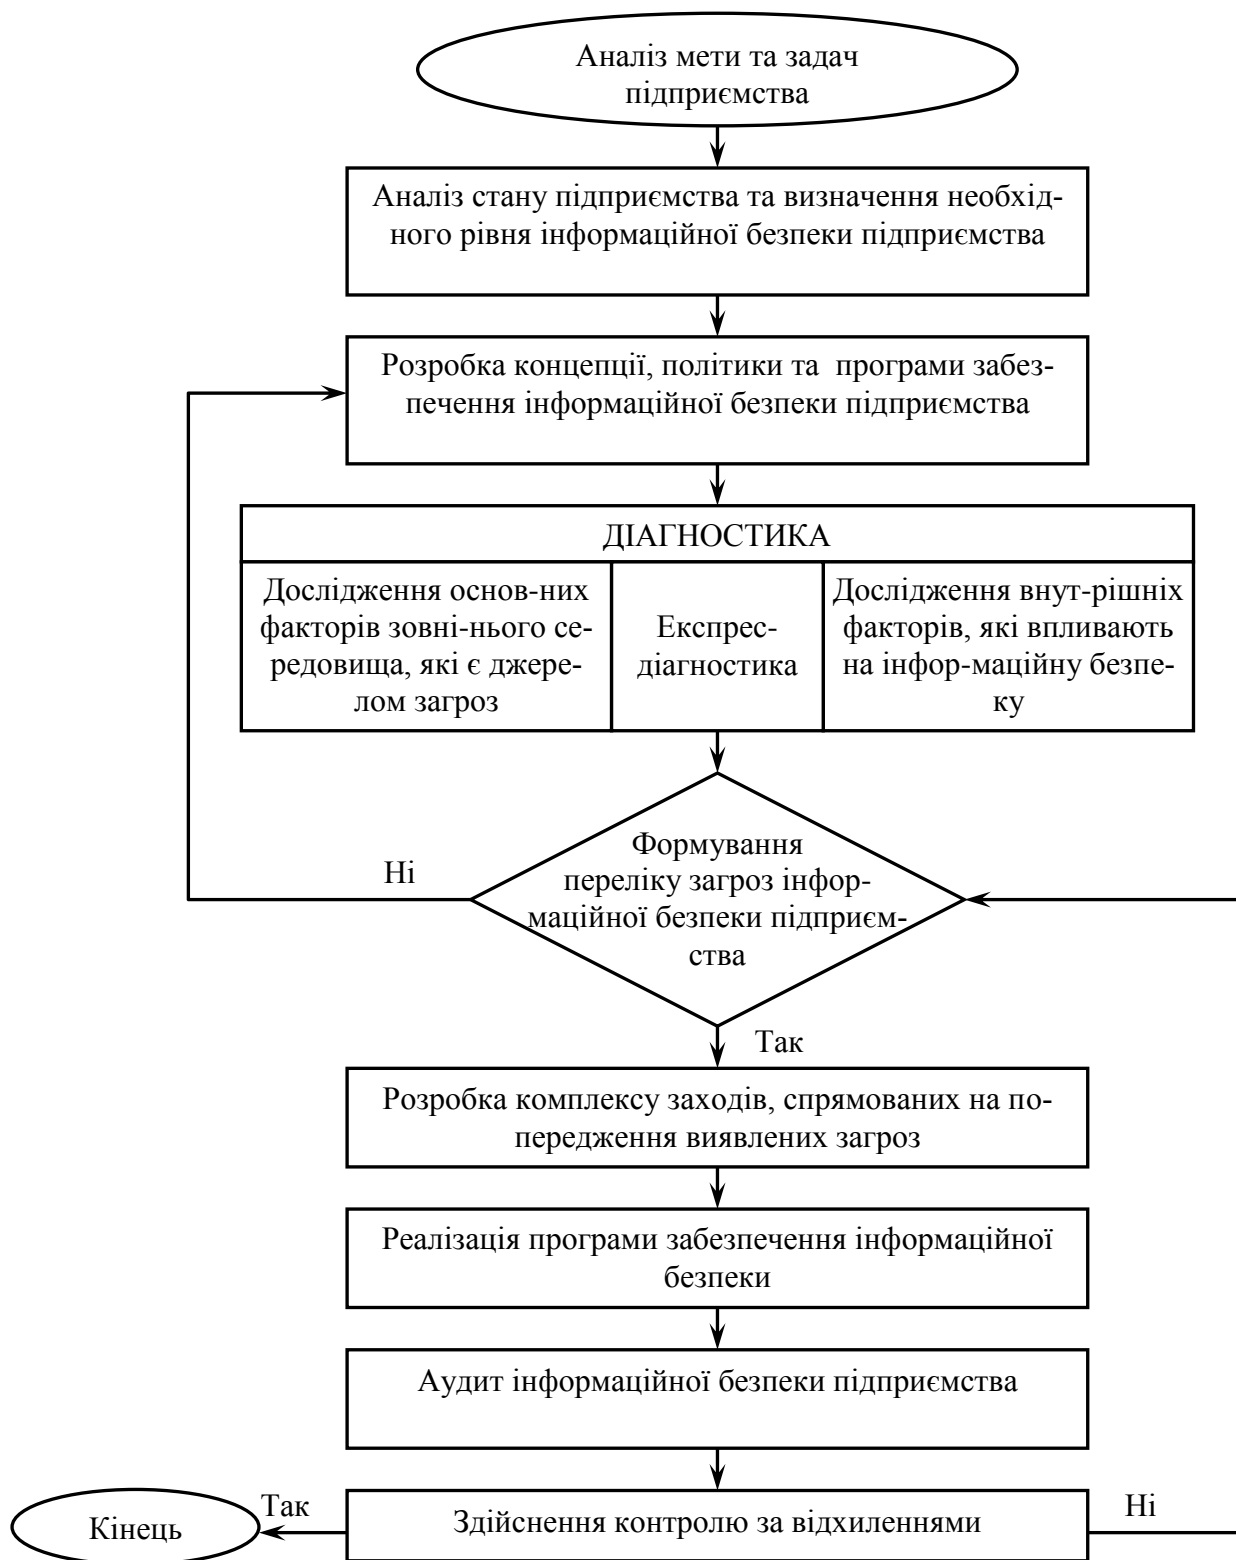 Аналіз мети та задач
підприємства
Аналіз стану підприємства та визначення необхід-
ного рівня інформаційної безпеки підприємства
Розробка концепції, політики та програми забез-
печення інформаційної безпеки підприємства
ДІАГНОСТИКА
Дослідження основ-них
факторів зовні-нього се-
редовища, які є джере-
лом загроз
Експрес-
діагностика
Дослідження внут-рішніх
факторів, які впливають
на інфор-маційну безпе-
ку
Формування
переліку загроз інфор-
маційної безпеки підприєм-
ства
Ні
Так
Розробка комплексу заходів, спрямованих на по-
передження виявлених загроз
Реалізація програми забезпечення інформаційної
безпеки
Аудит інформаційної безпеки підприємства
Кінець
Так
Здійснення контролю за відхиленнями
Ні